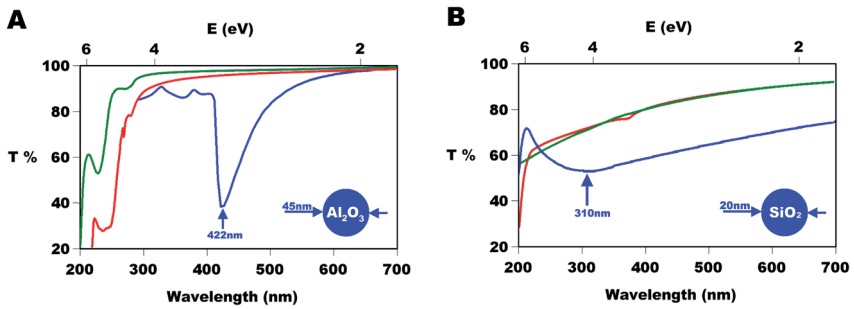 A
E (eV)
6 4 2
100
80
60
40
20
T %
45nm
Al₂O₃
422nm
200 300 400 500 600 700
Wavelength (nm)
B
E (eV)
6 4 2
100
80
60
40
20
T %
20nm
SiO₂
310nm
200 300 400 500 600 700
Wavelength (nm)